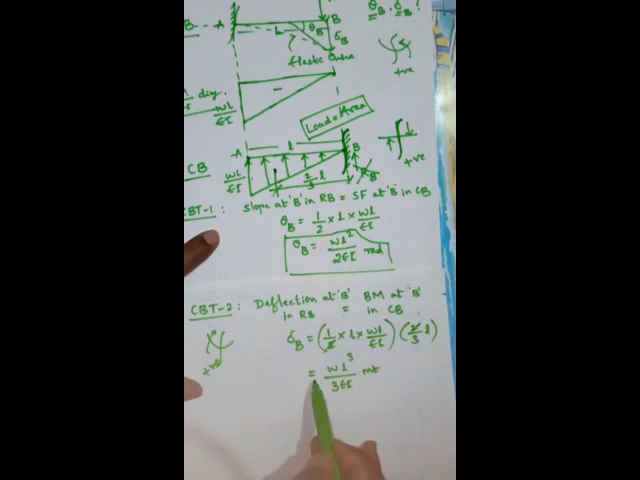 B A B θB, δB ?
l θB
δB
Elastic Curve
+ve
M/EI diag. −
Wl/EI
Load = Area
l
CB A B
Wl/EI 2/3 l +ve
CBT-1: Slope at 'B' in RB = SF at 'B' in CB
θB = 1/2 × l × Wl/EI
θB = Wl²/2EI rad
CBT-2: Deflection at 'B' in RB = BM at 'B' in CB
+ve
δB = (1/2 × l × Wl/EI) (2/3 l)
= Wl³/3EI mt